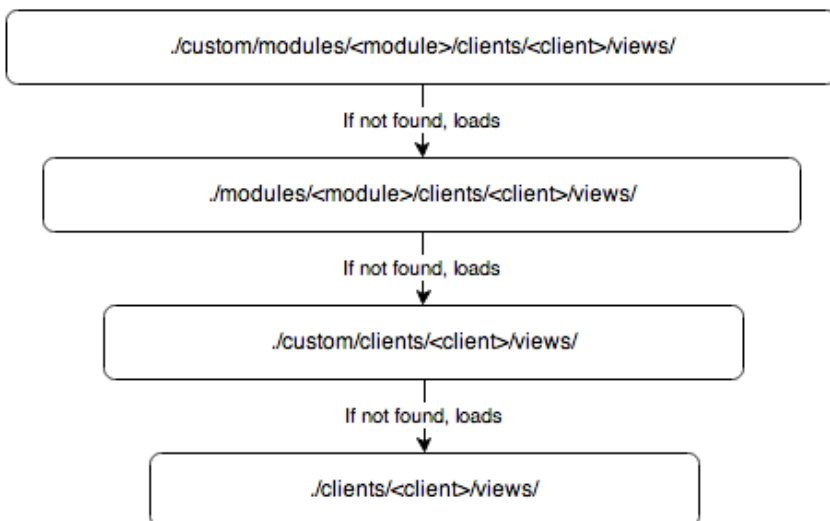 ./custom/modules/<module>/clients/<client>/views/
If not found, loads
./modules/<module>/clients/<client>/views/
If not found, loads
./custom/clients/<client>/views/
If not found, loads
./clients/<client>/views/